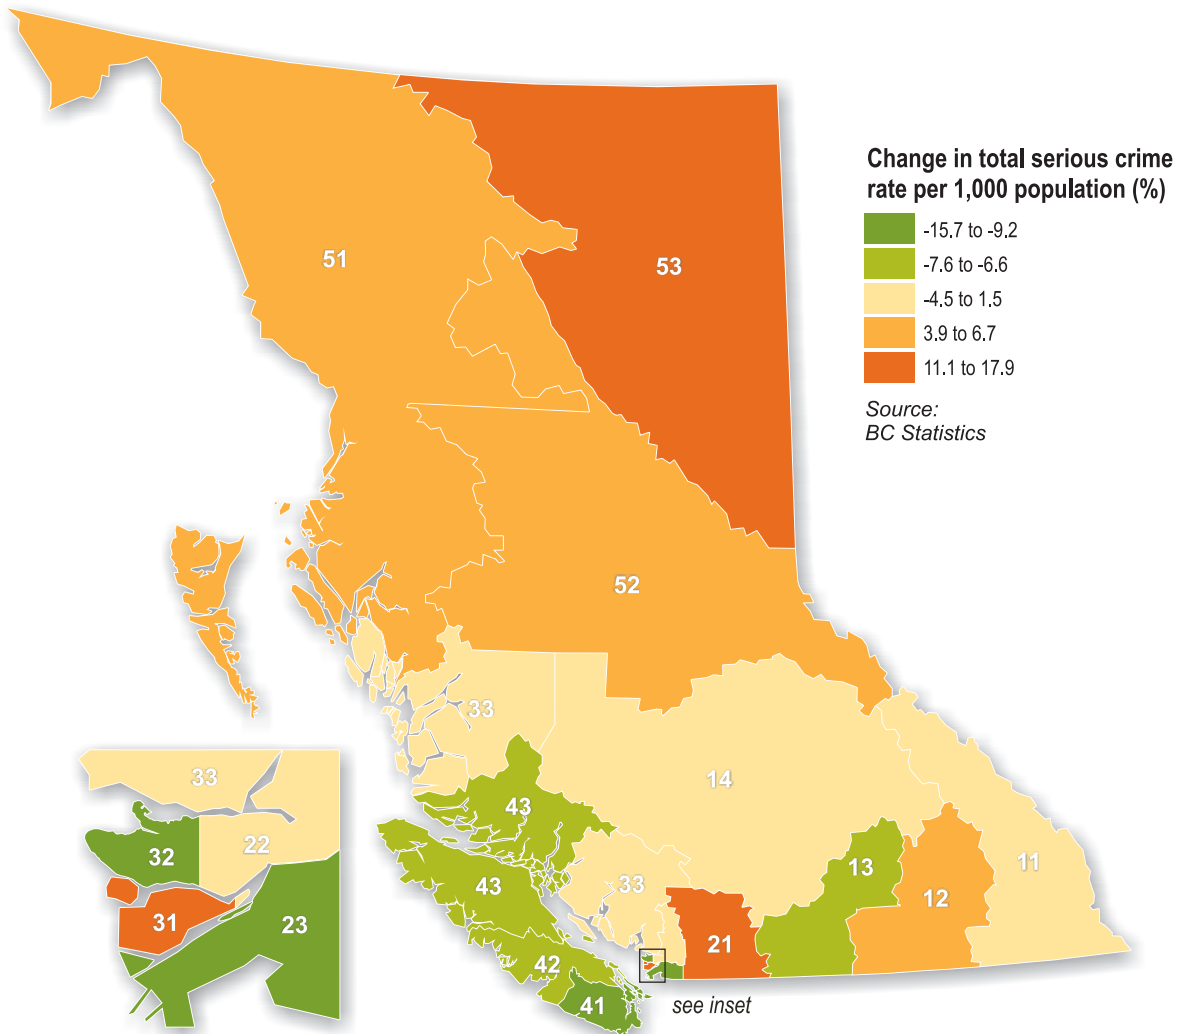 Change in total serious crime
rate per 1,000 population (%)
-15.7 to -9.2
-7.6 to -6.6
-4.5 to 1.5
3.9 to 6.7
11.1 to 17.9
Source:
BC Statistics
51
53
52
33
14
43
43
33
13
12
11
21
42
41
see inset
33
32
22
31
23